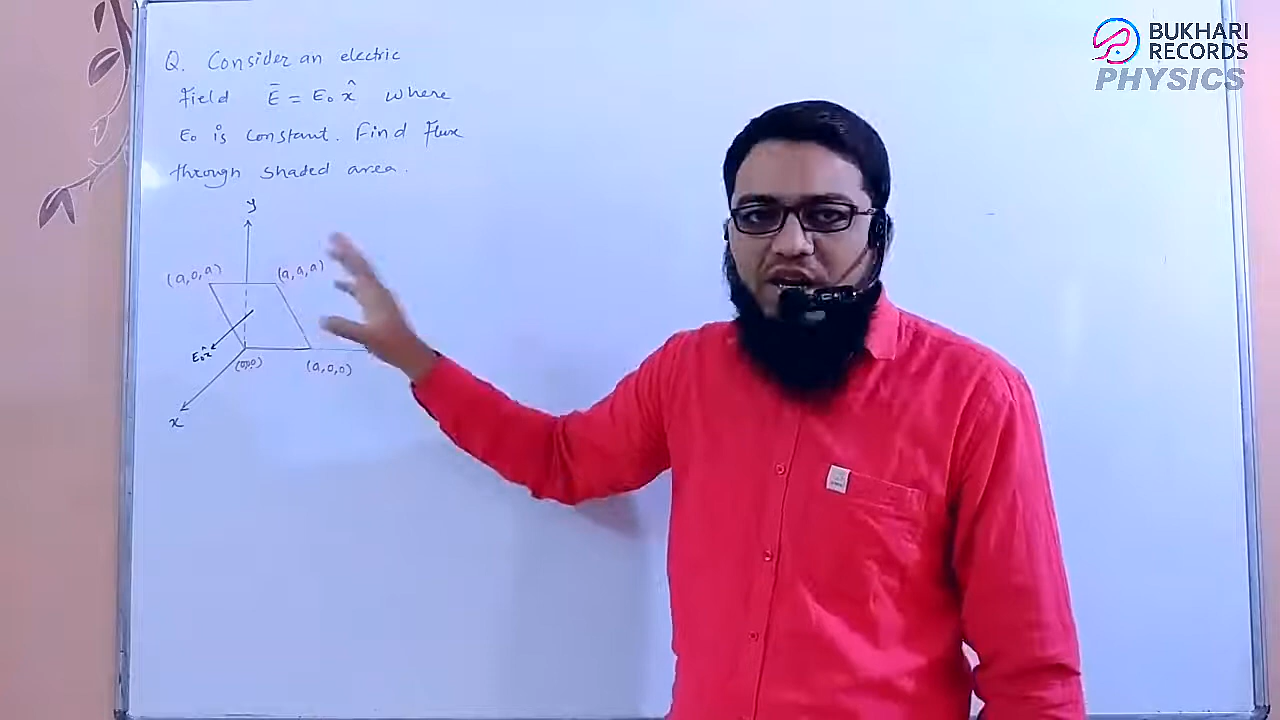 BUKHARI
RECORDS
PHYSICS
Q. Consider an electric
field Ē = E₀ x̂ where
E₀ is constant. Find flux
through shaded area.
y
(a,0,a) (a,a,a)
E₀x̂
(0,0,0) (a,0,0)
x